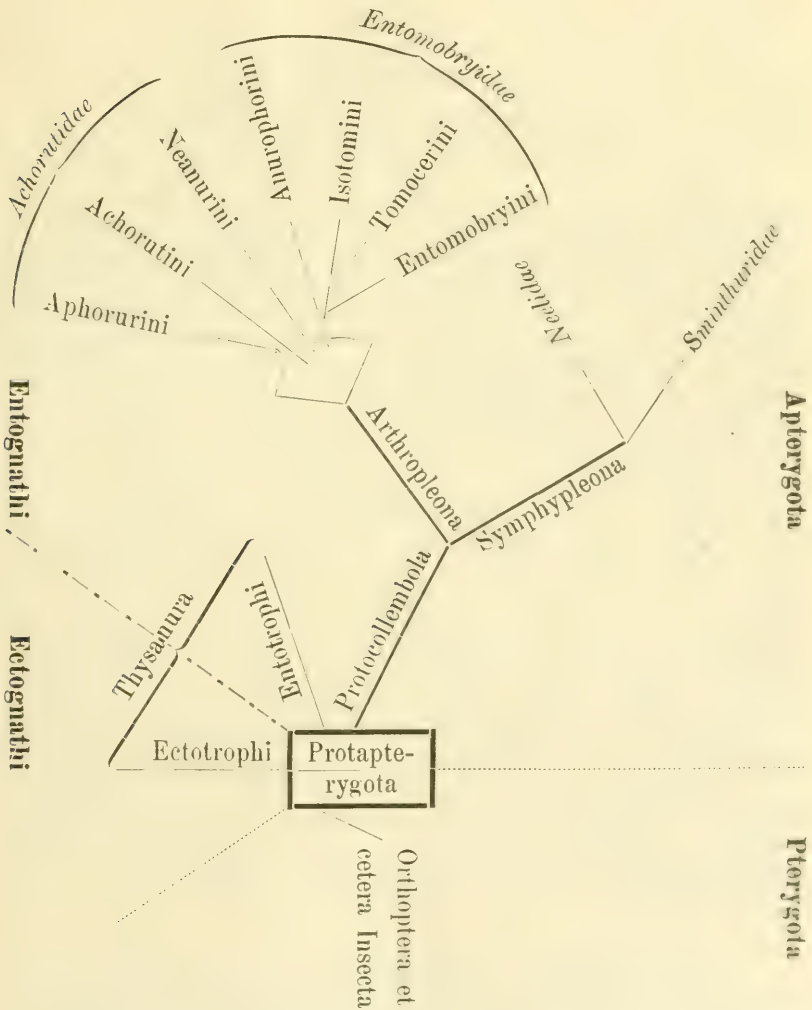 Entomobryidae
Achorutidae
Anurophorini
Isotomini
Neanurini
Tomocerini
Achorutini
Entomobryini
Aphorurini
Neelidae
Sminthuridae
Entognathi
Arthropleona
Symphypleona
Apterygota
Thysanura
Entotrophi
Protocollembola
Ectognathi
Ectotrophi
Protapte-
rygota
Orthoptera et
cetera Insecta
Pterygota